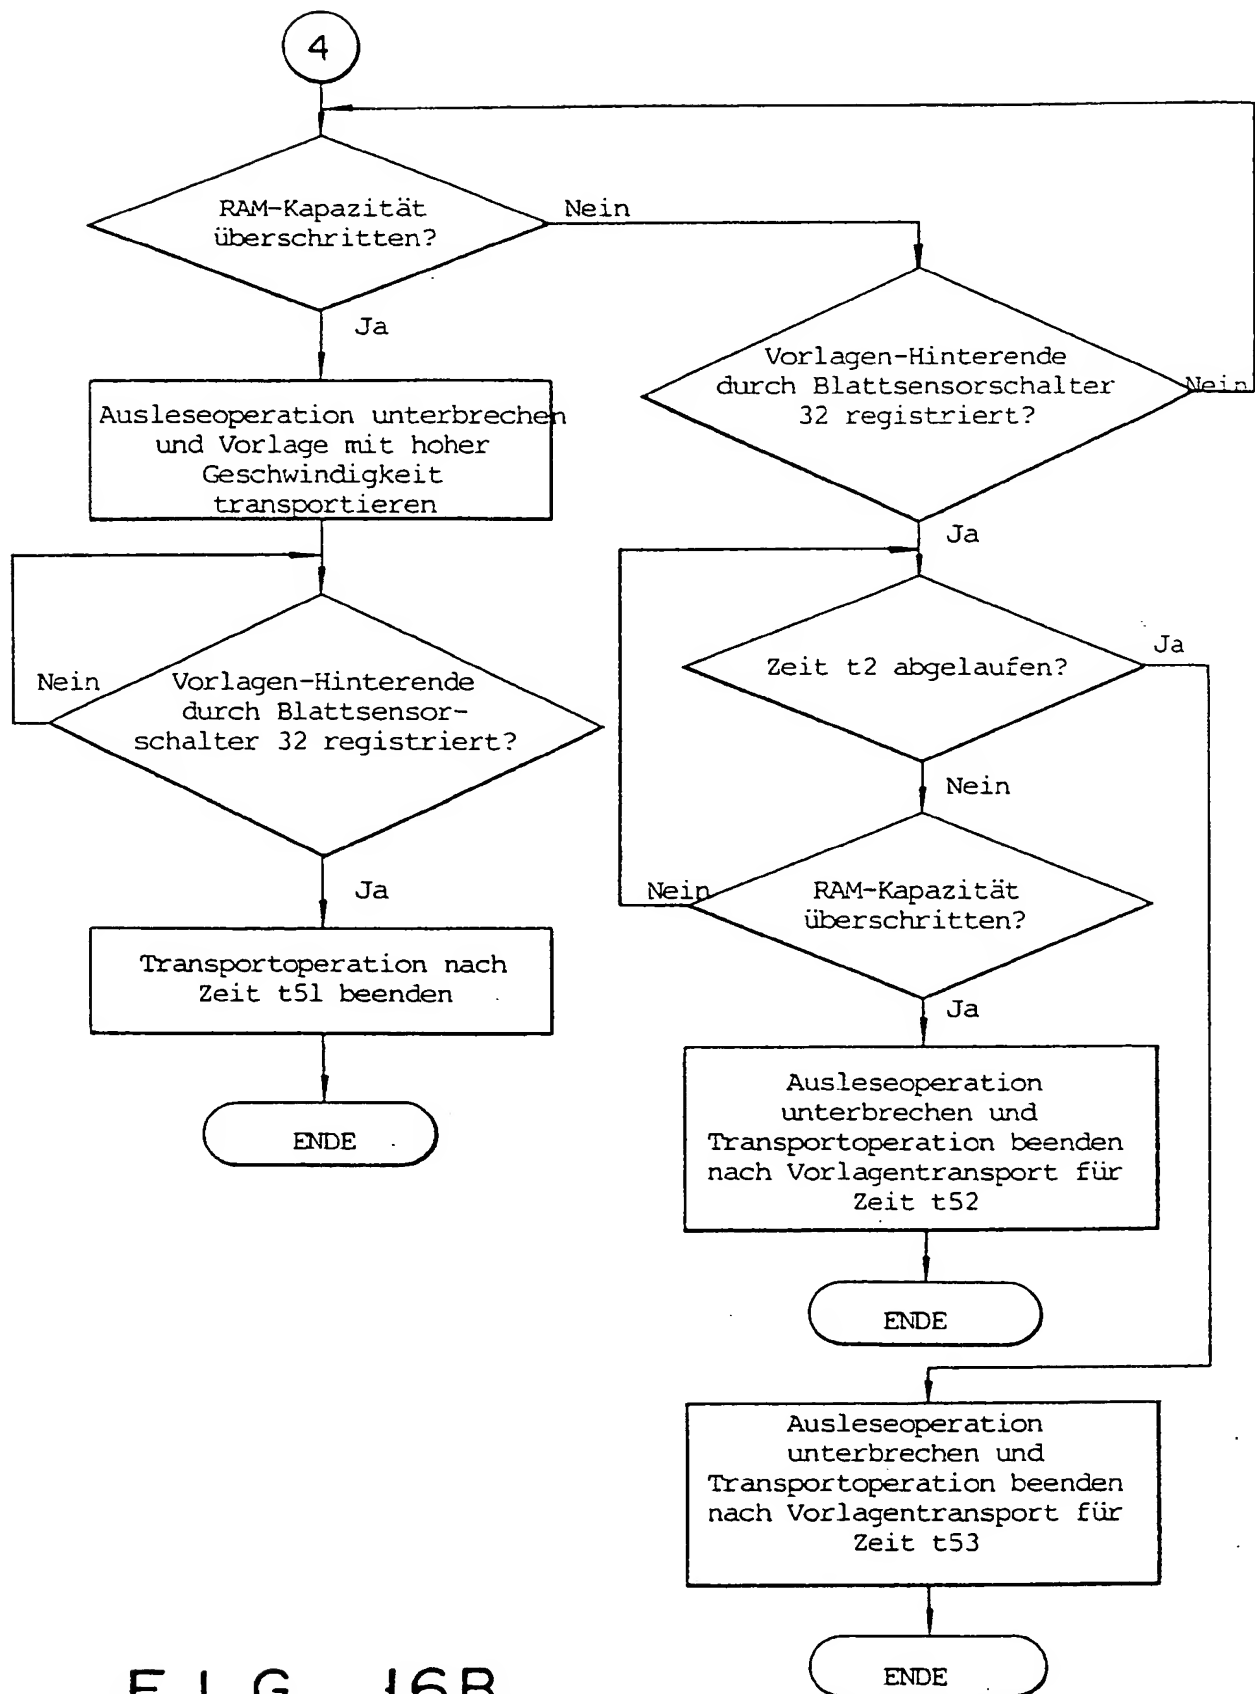 4
RAM-Kapazität
überschritten?
Nein
Ja
Ausleseoperation unterbrechen
und Vorlage mit hoher
Geschwindigkeit
transportieren
Vorlagen-Hinterende
durch Blattsensorschalter
32 registriert?
Nein
Ja
Nein
Vorlagen-Hinterende
durch Blattsensor-
schalter 32 registriert?
Ja
Zeit t2 abgelaufen?
Ja
Nein
RAM-Kapazität
überschritten?
Nein
Ja
Transportoperation nach
Zeit t51 beenden
ENDE
Ausleseoperation
unterbrechen und
Transportoperation beenden
nach Vorlagentransport für
Zeit t52
ENDE
Ausleseoperation
unterbrechen und
Transportoperation beenden
nach Vorlagentransport für
Zeit t53
ENDE
FIG. 16B